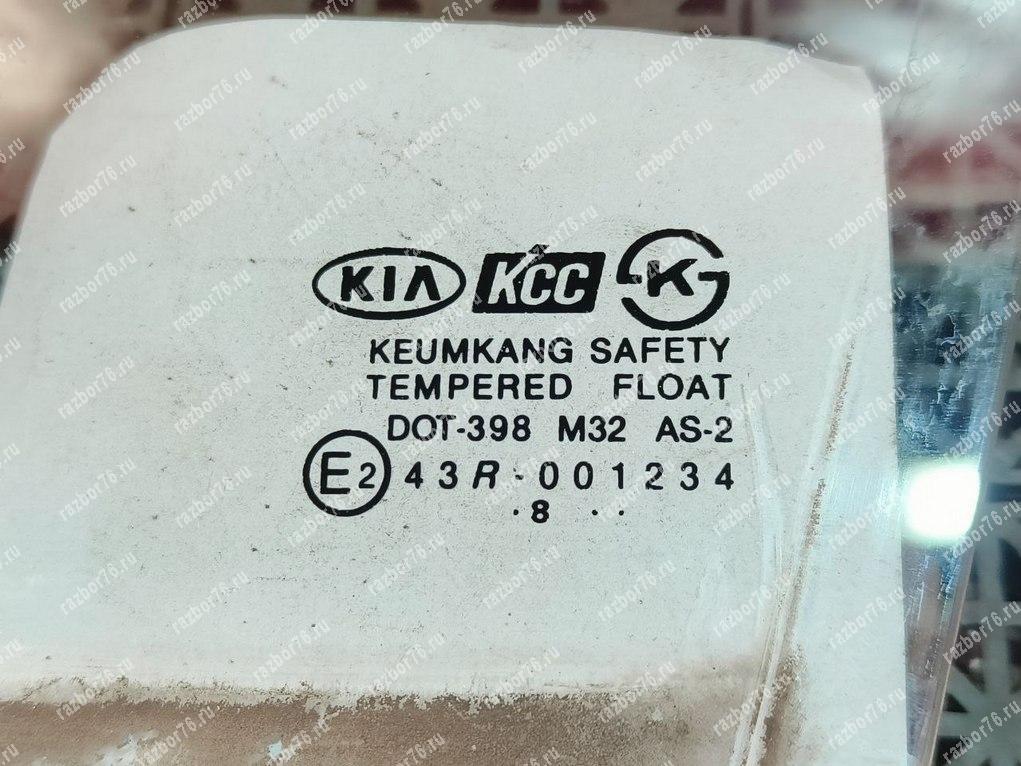 KIA KCC K
KEUMKANG SAFETY
TEMPERED FLOAT
DOT-398 M32 AS-2
E2 43R-001234
.8 ..
razbor76.ru